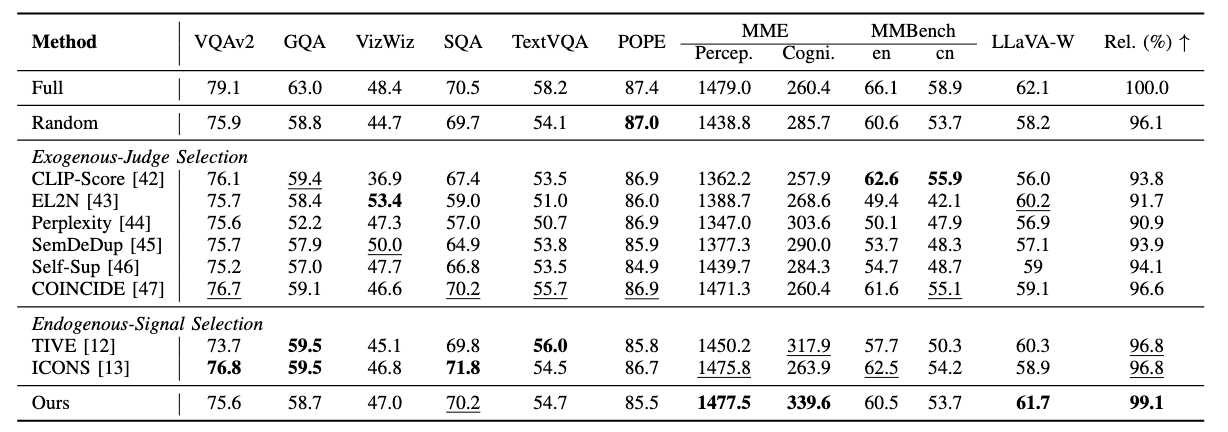 Method VQAv2 GQA VizWiz SQA TextVQA POPE MME MMBench LLaVA-W Rel. (%) ↑
Percep. Cogni. en cn
Full 79.1 63.0 48.4 70.5 58.2 87.4 1479.0 260.4 66.1 58.9 62.1 100.0
Random 75.9 58.8 44.7 69.7 54.1 87.0 1438.8 285.7 60.6 53.7 58.2 96.1
Exogenous-Judge Selection
CLIP-Score [42] 76.1 59.4 36.9 67.4 53.5 86.9 1362.2 257.9 62.6 55.9 56.0 93.8
EL2N [43] 75.7 58.4 53.4 59.0 51.0 86.0 1388.7 268.6 49.4 42.1 60.2 91.7
Perplexity [44] 75.6 52.2 47.3 57.0 50.7 86.9 1347.0 303.6 50.1 47.9 56.9 90.9
SemDeDup [45] 75.7 57.9 50.0 64.9 53.8 85.9 1377.3 290.0 53.7 48.3 57.1 93.9
Self-Sup [46] 75.2 57.0 47.7 66.8 53.5 84.9 1439.7 284.3 54.7 48.7 59 94.1
COINCIDE [47] 76.7 59.1 46.6 70.2 55.7 86.9 1471.3 260.4 61.6 55.1 59.1 96.6
Endogenous-Signal Selection
TIVE [12] 73.7 59.5 45.1 69.8 56.0 85.8 1450.2 317.9 57.7 50.3 60.3 96.8
ICONS [13] 76.8 59.5 46.8 71.8 54.5 86.7 1475.8 263.9 62.5 54.2 58.9 96.8
Ours 75.6 58.7 47.0 70.2 54.7 85.5 1477.5 339.6 60.5 53.7 61.7 99.1